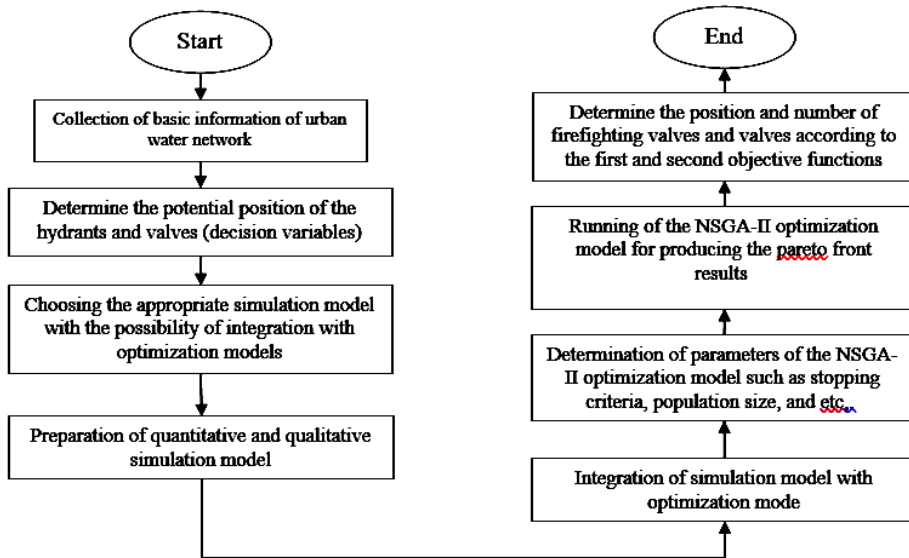 Start
Collection of basic information of urban
water network
Determine the potential position of the
hydrants and valves (decision variables)
Choosing the appropriate simulation model
with the possibility of integration with
optimization models
Preparation of quantitative and qualitative
simulation model
End
Determine the position and number of
firefighting valves and valves according to
the first and second objective functions
Running of the NSGA-II optimization
model for producing the pareto front
results
Determination of parameters of the NSGA-
II optimization model such as stopping
criteria, population size, and etc.,
Integration of simulation model with
optimization mode